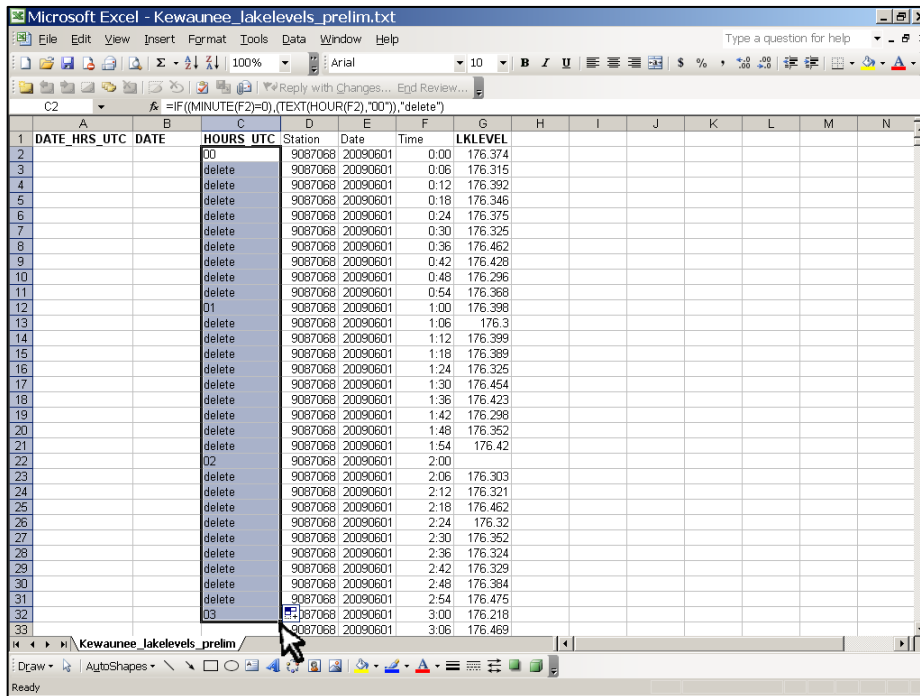 Microsoft Excel - Kewaunee_lakelevels_prelim.txt
File Edit View Insert Format Tools Data Window Help Type a question for help
100% Arial 10 B I U $ % ,
Reply with Changes... End Review...
C2 fx =IF((MINUTE(F2)=0),(TEXT(HOUR(F2),"00")),"delete")
A B C D E F G H I J K L M N
1 DATE_HRS_UTC DATE HOURS_UTC Station Date Time LKLEVEL
2 00 9087068 20090601 0:00 176.374
3 delete 9087068 20090601 0:06 176.315
4 delete 9087068 20090601 0:12 176.392
5 delete 9087068 20090601 0:18 176.346
6 delete 9087068 20090601 0:24 176.375
7 delete 9087068 20090601 0:30 176.325
8 delete 9087068 20090601 0:36 176.462
9 delete 9087068 20090601 0:42 176.428
10 delete 9087068 20090601 0:48 176.296
11 delete 9087068 20090601 0:54 176.368
12 01 9087068 20090601 1:00 176.398
13 delete 9087068 20090601 1:06 176.3
14 delete 9087068 20090601 1:12 176.399
15 delete 9087068 20090601 1:18 176.389
16 delete 9087068 20090601 1:24 176.325
17 delete 9087068 20090601 1:30 176.454
18 delete 9087068 20090601 1:36 176.423
19 delete 9087068 20090601 1:42 176.298
20 delete 9087068 20090601 1:48 176.352
21 delete 9087068 20090601 1:54 176.42
22 02 9087068 20090601 2:00
23 delete 9087068 20090601 2:06 176.303
24 delete 9087068 20090601 2:12 176.321
25 delete 9087068 20090601 2:18 176.462
26 delete 9087068 20090601 2:24 176.32
27 delete 9087068 20090601 2:30 176.352
28 delete 9087068 20090601 2:36 176.324
29 delete 9087068 20090601 2:42 176.329
30 delete 9087068 20090601 2:48 176.384
31 delete 9087068 20090601 2:54 176.475
32 03 9087068 20090601 3:00 176.218
33 9087068 20090601 3:06 176.469
Kewaunee_lakelevels_prelim
Draw AutoShapes
Ready